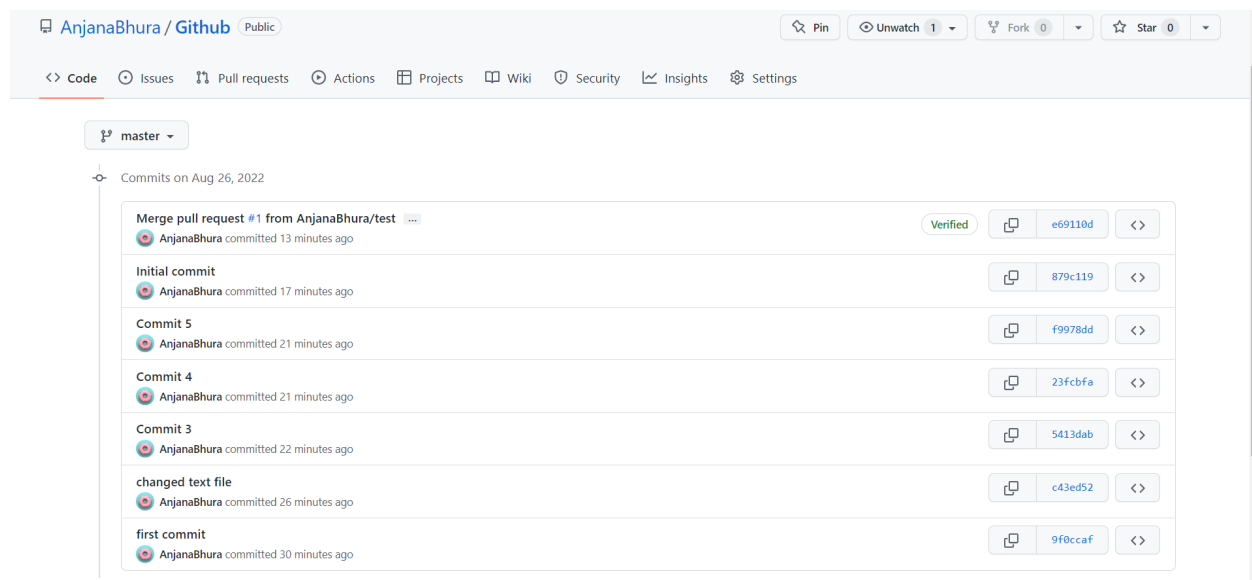 AnjanaBhura / Github Public
Pin Unwatch 1 Fork 0 Star 0
Code Issues Pull requests Actions Projects Wiki Security Insights Settings
master
Commits on Aug 26, 2022
Merge pull request #1 from AnjanaBhura/test ...
AnjanaBhura committed 13 minutes ago
Verified e69110d
Initial commit
AnjanaBhura committed 17 minutes ago
879c119
Commit 5
AnjanaBhura committed 21 minutes ago
f9978dd
Commit 4
AnjanaBhura committed 21 minutes ago
23fcbfa
Commit 3
AnjanaBhura committed 22 minutes ago
5413dab
changed text file
AnjanaBhura committed 26 minutes ago
c43ed52
first commit
AnjanaBhura committed 30 minutes ago
9f0ccaf